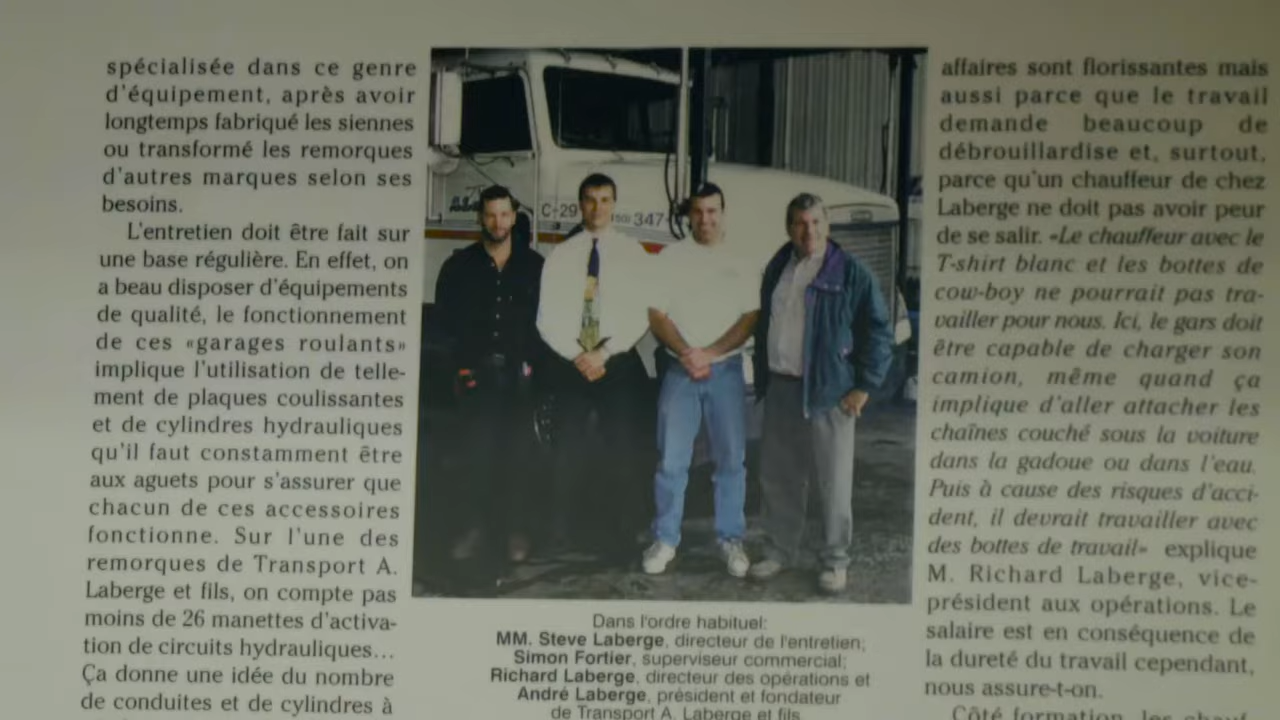 spécialisée dans ce genre
d'équipement, après avoir
longtemps fabriqué les siennes
ou transformé les remorques
d'autres marques selon ses
besoins.
L'entretien doit être fait sur
une base régulière. En effet, on
a beau disposer d'équipements
de qualité, le fonctionnement
de ces «garages roulants»
implique l'utilisation de telle-
ment de plaques coulissantes
et de cylindres hydrauliques
qu'il faut constamment être
aux aguets pour s'assurer que
chacun de ces accessoires
fonctionne. Sur l'une des
remorques de Transport A.
Laberge et fils, on compte pas
moins de 26 manettes d'activa-
tion de circuits hydrauliques...
Ça donne une idée du nombre
de conduites et de cylindres à
C-29
347
Dans l'ordre habituel:
MM. Steve Laberge, directeur de l'entretien;
Simon Fortier, superviseur commercial;
Richard Laberge, directeur des opérations et
André Laberge, président et fondateur
de Transport A. Laberge et fils
affaires sont florissantes mais
aussi parce que le travail
demande beaucoup de
débrouillardise et, surtout,
parce qu'un chauffeur de chez
Laberge ne doit pas avoir peur
de se salir. «Le chauffeur avec le
T-shirt blanc et les bottes de
cow-boy ne pourrait pas tra-
vailler pour nous. Ici, le gars doit
être capable de charger son
camion, même quand ça
implique d'aller attacher les
chaînes couché sous la voiture
dans la gadoue ou dans l'eau.
Puis à cause des risques d'acci-
dent, il devrait travailler avec
des bottes de travail» explique
M. Richard Laberge, vice-
président aux opérations. Le
salaire est en conséquence de
la dureté du travail cependant,
nous assure-t-on.
Côté formation, les chauf-